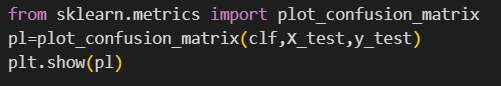 from sklearn.metrics import plot_confusion_matrix
pl=plot_confusion_matrix(clf,X_test,y_test)
plt.show(pl)